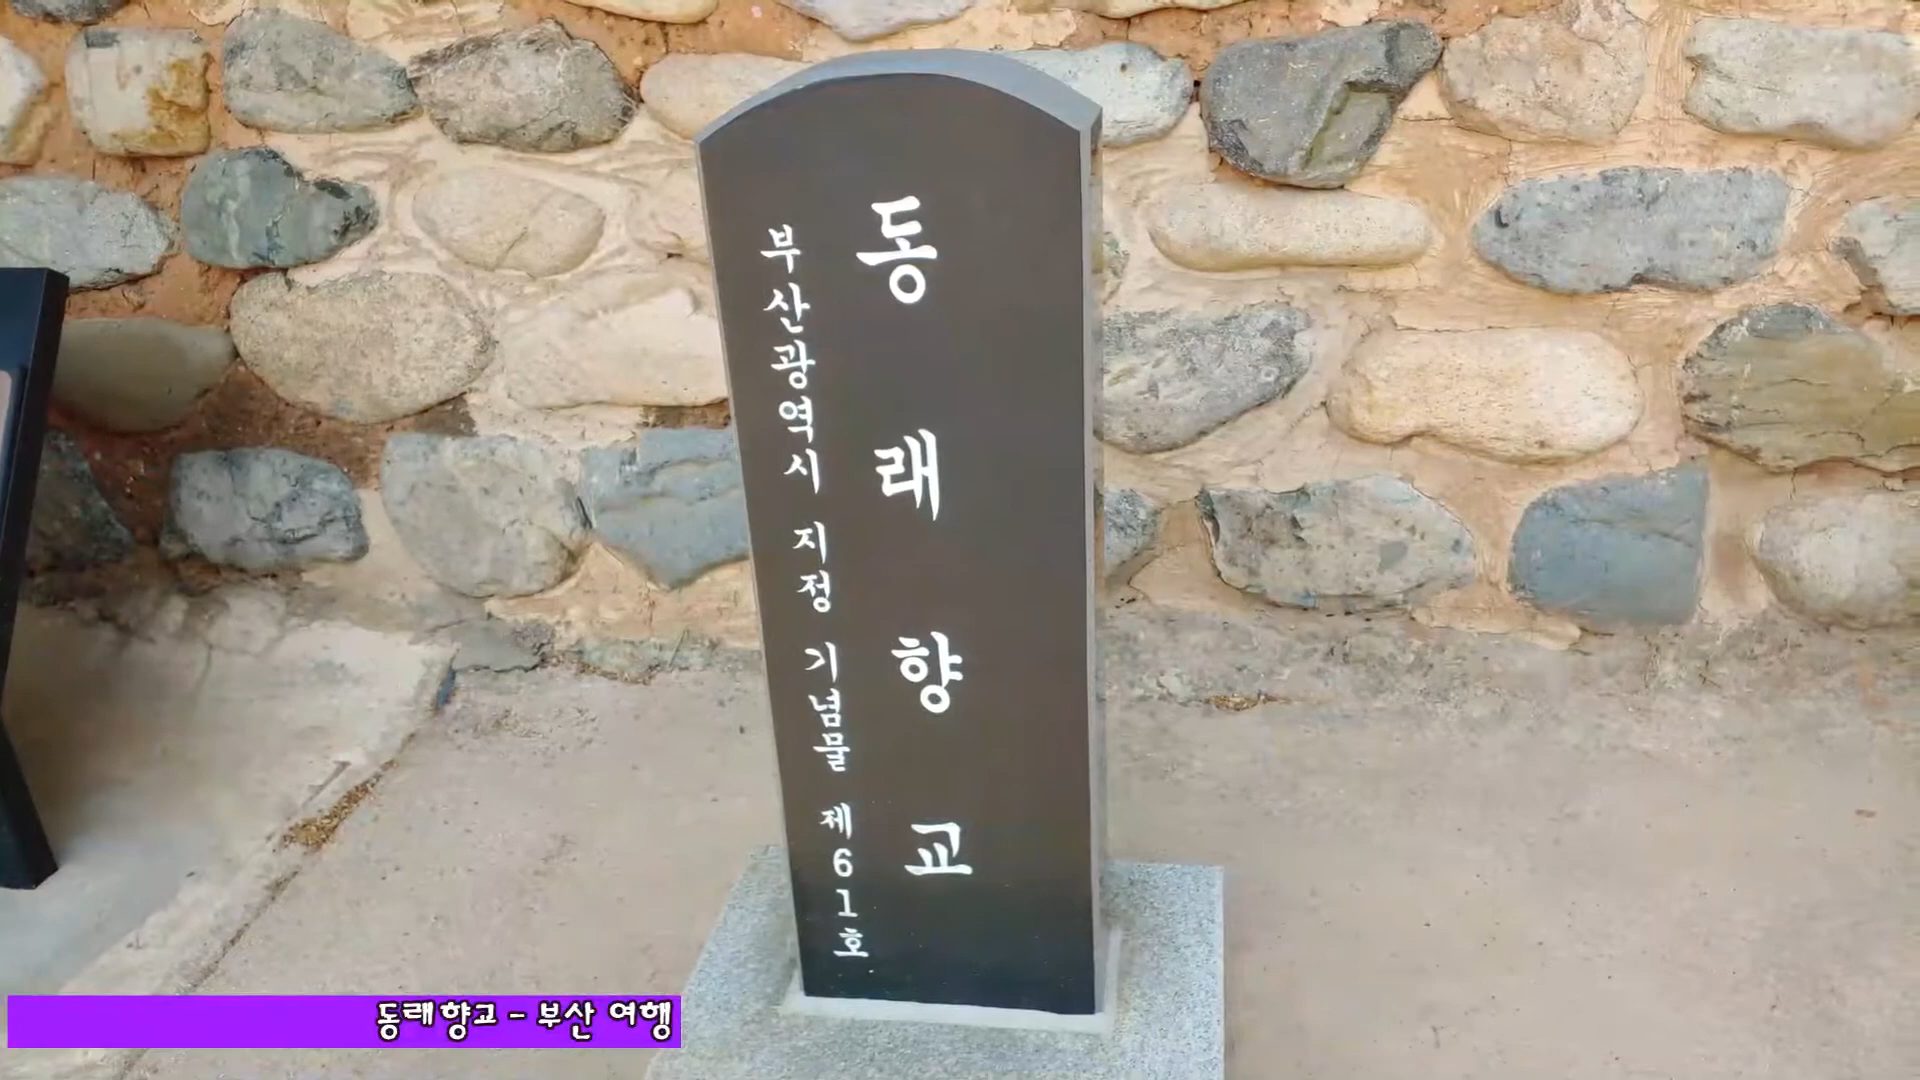 동래향교
부산광역시 지정 기념물 제61호
동래향교 - 부산 여행